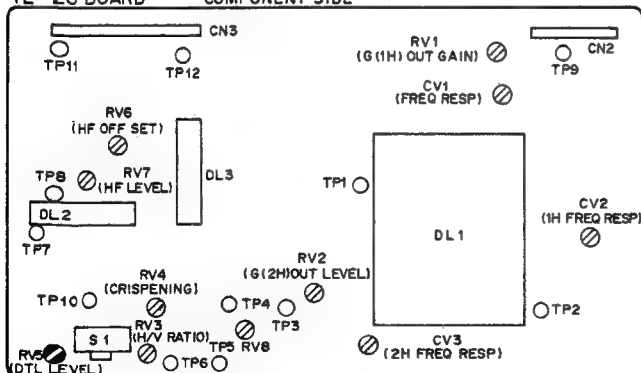 COMPONENT SIDE
CN3
TP11
TP12
RV1
(G(1H) OUT GAIN)
CN2
TP9
CV1
(FREQ RESP)
RV6
(HF OFF SET)
RV7
(HF LEVEL)
TP8
DL2
TP7
DL3
TP1
DL1
CV2
(1H FREQ RESP)
RV2
(G(2H)OUT LEVEL)
RV4
(CRISPENING)
TP10
TP4
TP3
TP2
S1
RV3
(H/V RATIO)
TP5
RV8
TP6
RV5
(DTL LEVEL)
CV3
(2H FREQ RESP)